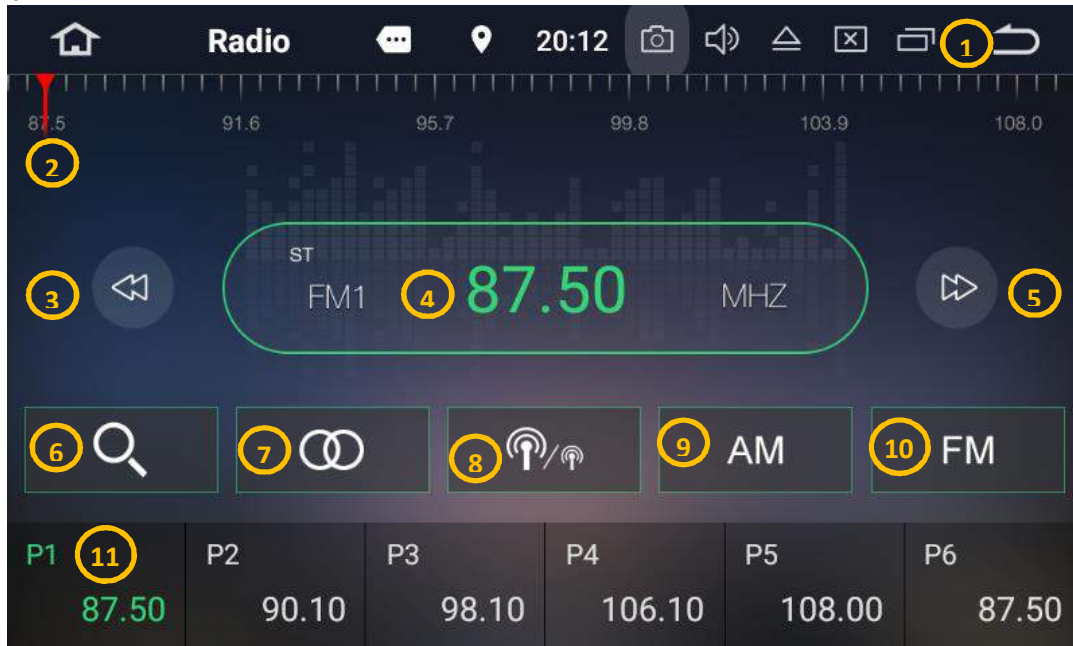 Radio 20:12 1
87.5 91.6 95.7 99.8 103.9 108.0
2
ST
3 FM1 4 87.50 MHZ 5
6 7 8 / 9 AM 10 FM
P1 11 P2 P3 P4 P5 P6
87.50 90.10 98.10 106.10 108.00 87.50